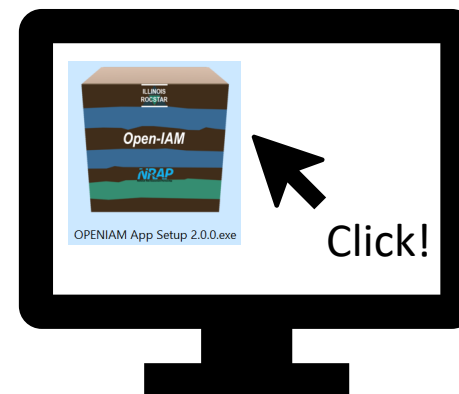 ILLINOIS
ROCSTAR
Open-IAM
NRAP
OPENIAM App Setup 2.0.0.exe
Click!